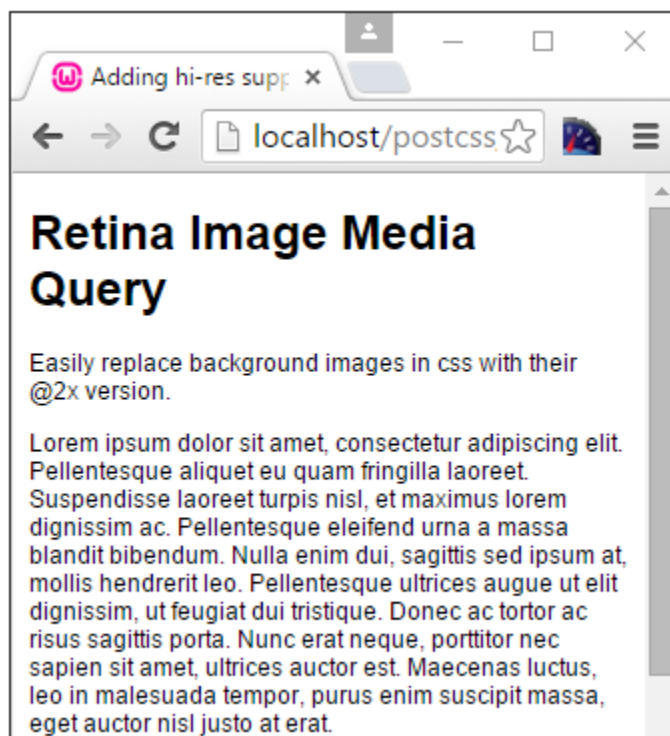 Adding hi-res supp
localhost/postcss
Retina Image Media
Query
Easily replace background images in css with their
@2x version.
Lorem ipsum dolor sit amet, consectetur adipiscing elit.
Pellentesque aliquet eu quam fringilla laoreet.
Suspendisse laoreet turpis nisl, et maximus lorem
dignissim ac. Pellentesque eleifend urna a massa
blandit bibendum. Nulla enim dui, sagittis sed ipsum at,
mollis hendrerit leo. Pellentesque ultrices augue ut elit
dignissim, ut feugiat dui tristique. Donec ac tortor ac
risus sagittis porta. Nunc erat neque, porttitor nec
sapien sit amet, ultrices auctor est. Maecenas luctus,
leo in malesuada tempor, purus enim suscipit massa,
eget auctor nisl justo at erat.